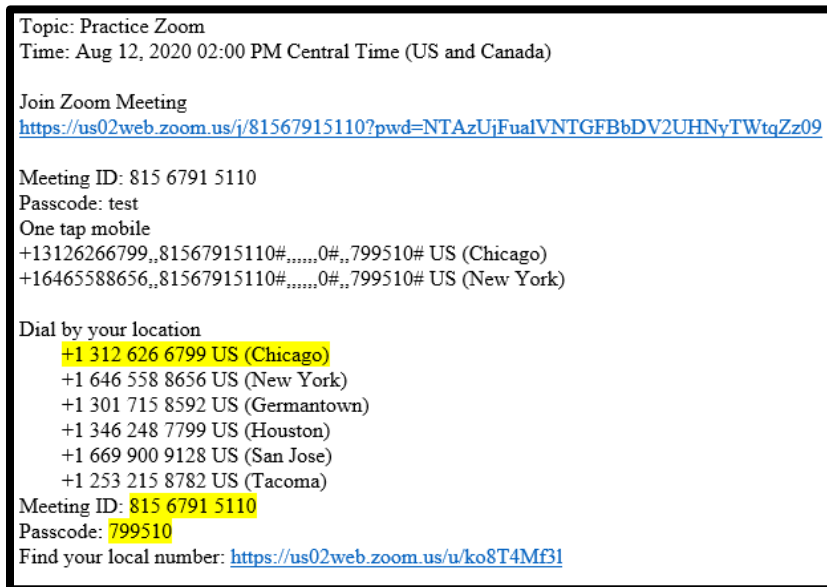 Topic: Practice Zoom
Time: Aug 12, 2020 02:00 PM Central Time (US and Canada)
Join Zoom Meeting
https://us02web.zoom.us/j/81567915110?pwd=NTAzUjFualVNTGFBbDV2UHNyTWtqZz09
Meeting ID: 815 6791 5110
Passcode: test
One tap mobile
+13126266799,,81567915110#,,,,,,0#,,799510# US (Chicago)
+16465588656,,81567915110#,,,,,,0#,,799510# US (New York)
Dial by your location
+1 312 626 6799 US (Chicago)
+1 646 558 8656 US (New York)
+1 301 715 8592 US (Germantown)
+1 346 248 7799 US (Houston)
+1 669 900 9128 US (San Jose)
+1 253 215 8782 US (Tacoma)
Meeting ID: 815 6791 5110
Passcode: 799510
Find your local number: https://us02web.zoom.us/u/ko8T4Mf3l